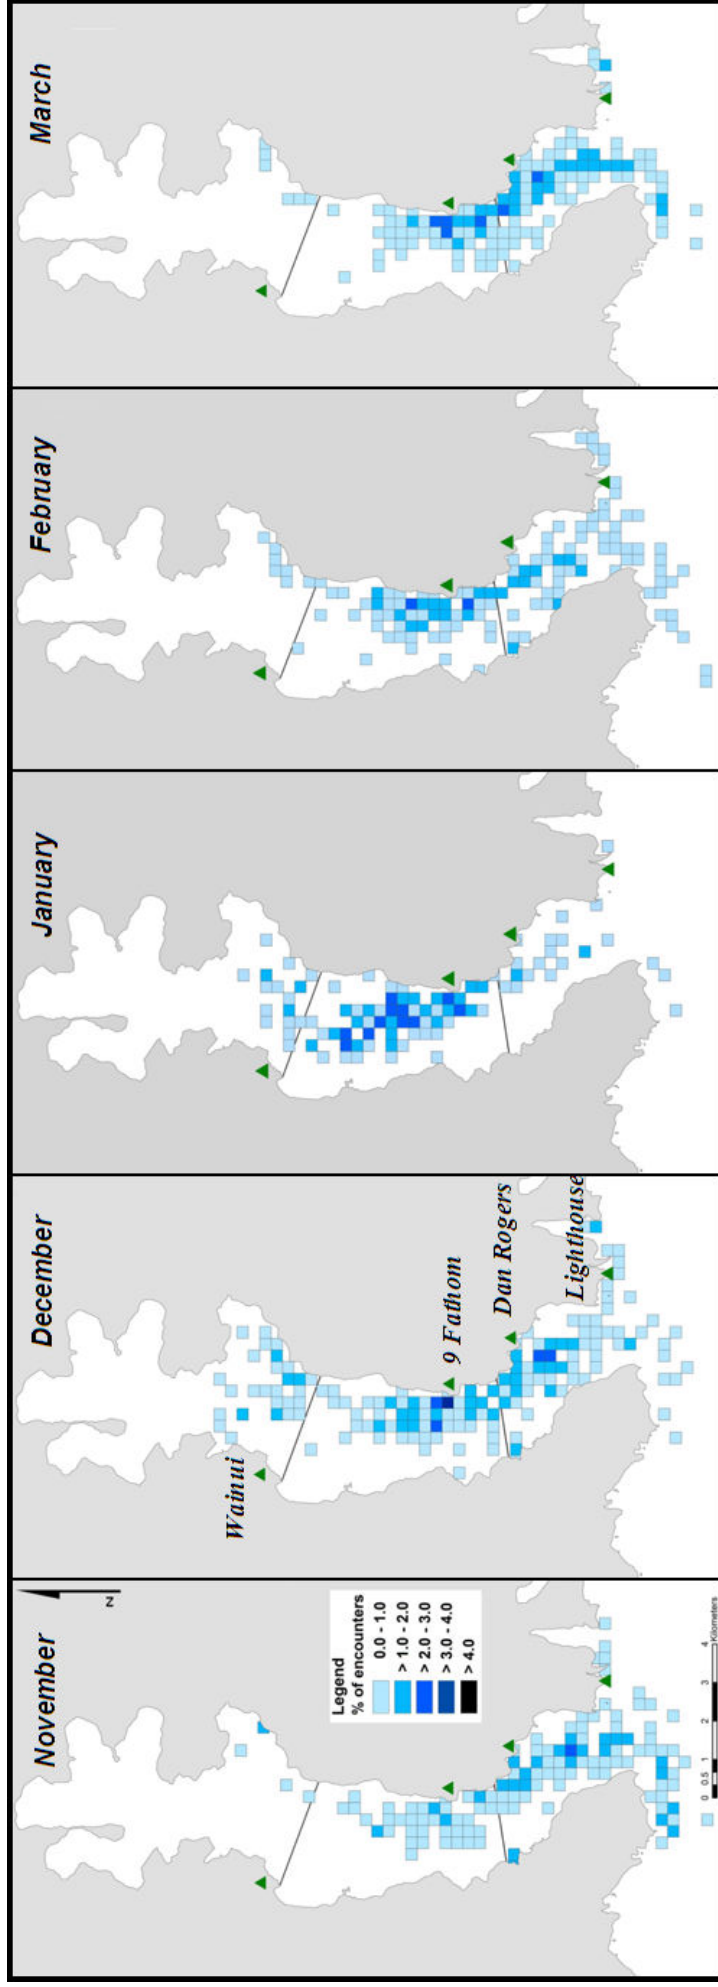 November
December
January
February
March
Wainui
9 Fathom
Dan Rogers
Lighthouse
N
Legend
% of encounters
0.0 - 1.0
> 1.0 - 2.0
> 2.0 - 3.0
> 3.0 - 4.0
> 4.0
0 0.5 1 2 3 4
Kilometers